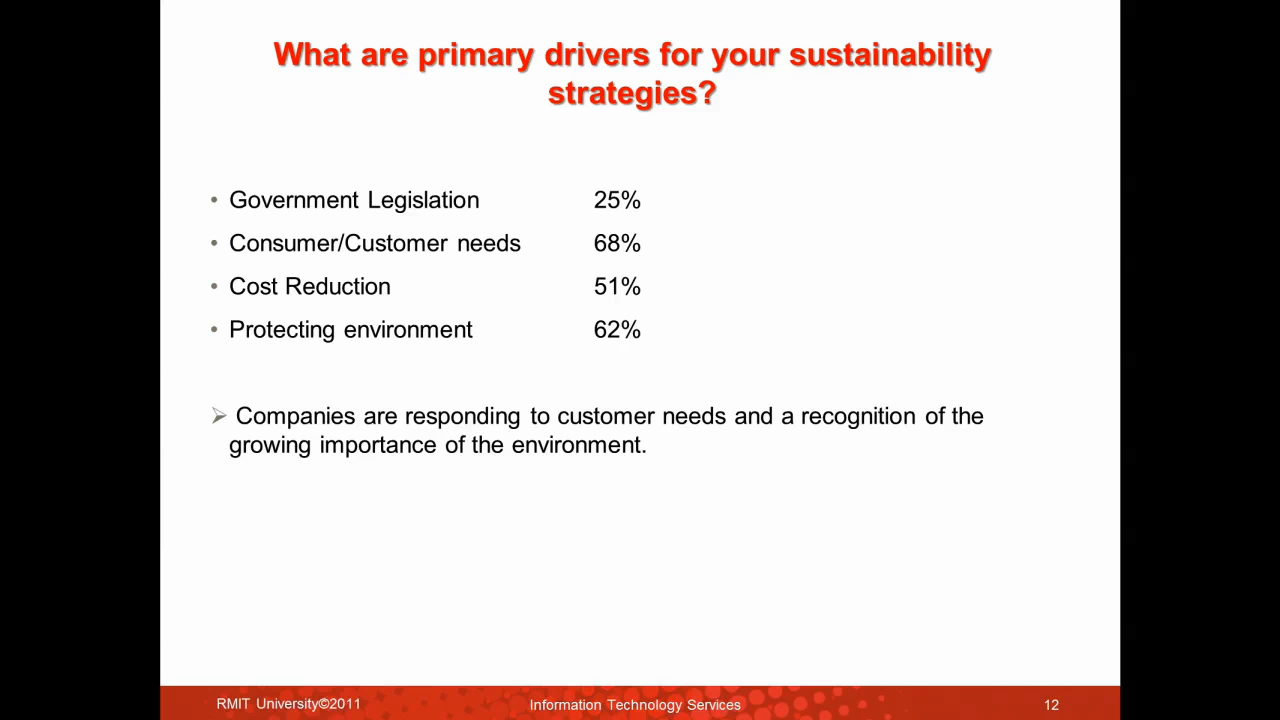 What are primary drivers for your sustainability
strategies?
• Government Legislation 25%
• Consumer/Customer needs 68%
• Cost Reduction 51%
• Protecting environment 62%
➢ Companies are responding to customer needs and a recognition of the
growing importance of the environment.
RMIT University©2011 Information Technology Services 12